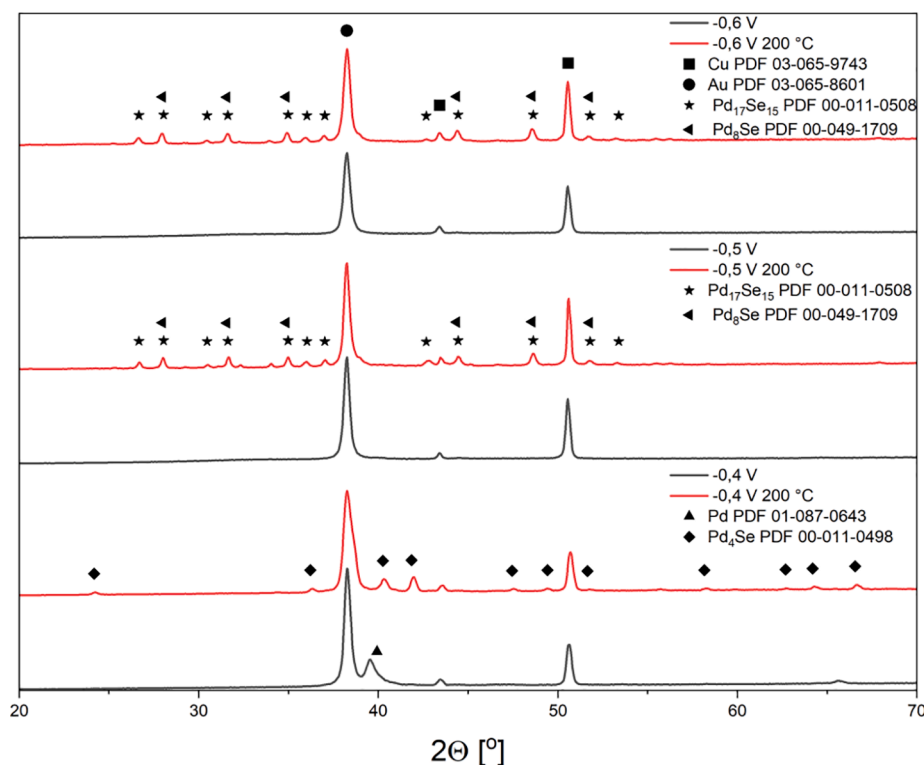 -0,6 V
-0,6 V 200 °C
Cu PDF 03-065-9743
Au PDF 03-065-8601
Pd17Se15 PDF 00-011-0508
Pd8Se PDF 00-049-1709
-0,5 V
-0,5 V 200 °C
Pd17Se15 PDF 00-011-0508
Pd8Se PDF 00-049-1709
-0,4 V
-0,4 V 200 °C
Pd PDF 01-087-0643
Pd4Se PDF 00-011-0498
20 30 40 50 60 70
2Θ [º]